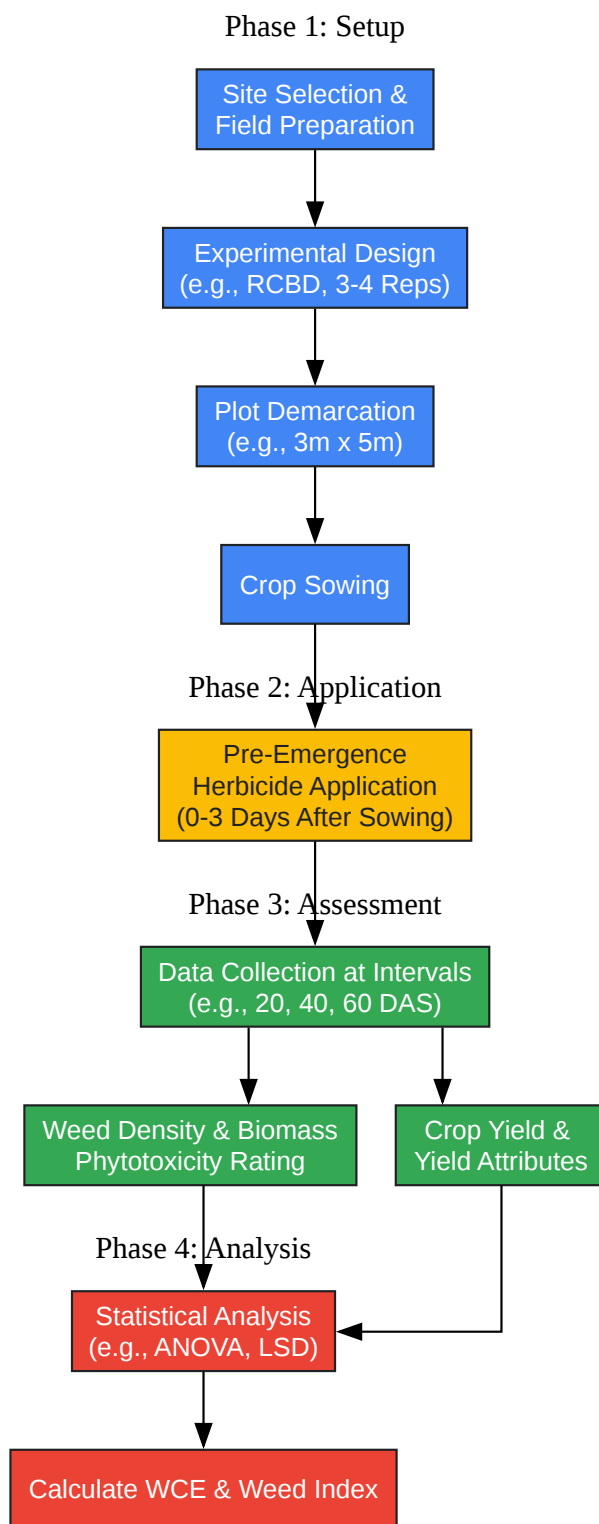 Phase 1: Setup
Site Selection &
Field Preparation
Experimental Design
(e.g., RCBD, 3-4 Reps)
Plot Demarcation
(e.g., 3m x 5m)
Crop Sowing
Phase 2: Application
Pre-Emergence
Herbicide Application
(0-3 Days After Sowing)
Phase 3: Assessment
Data Collection at Intervals
(e.g., 20, 40, 60 DAS)
Weed Density & Biomass
Phytotoxicity Rating
Crop Yield &
Yield Attributes
Phase 4: Analysis
Statistical Analysis
(e.g., ANOVA, LSD)
Calculate WCE & Weed Index